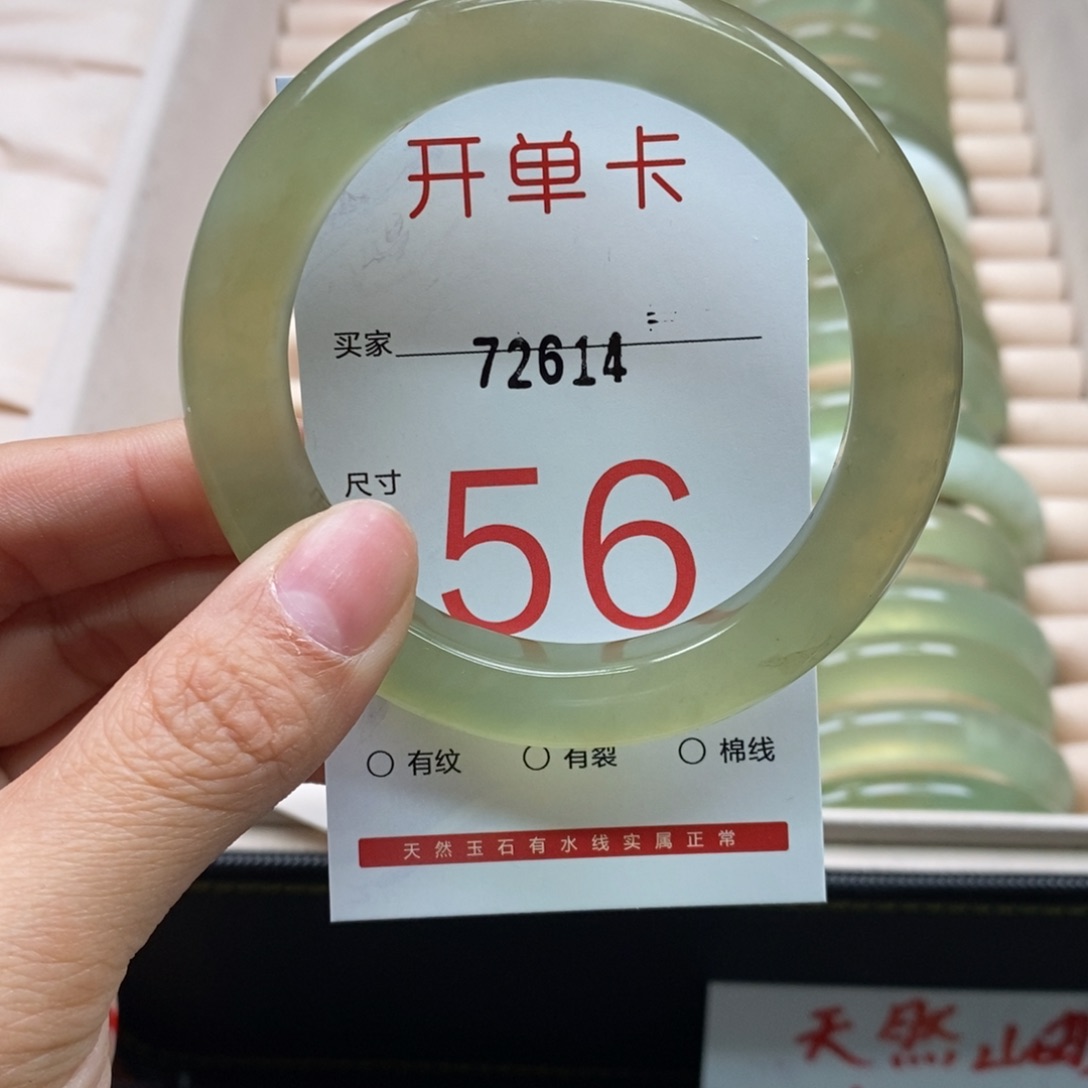 开单卡
买家 72614
尺寸 56
○ 有纹 ○ 有裂 ○ 棉线
天然玉石有水线实属正常
天然